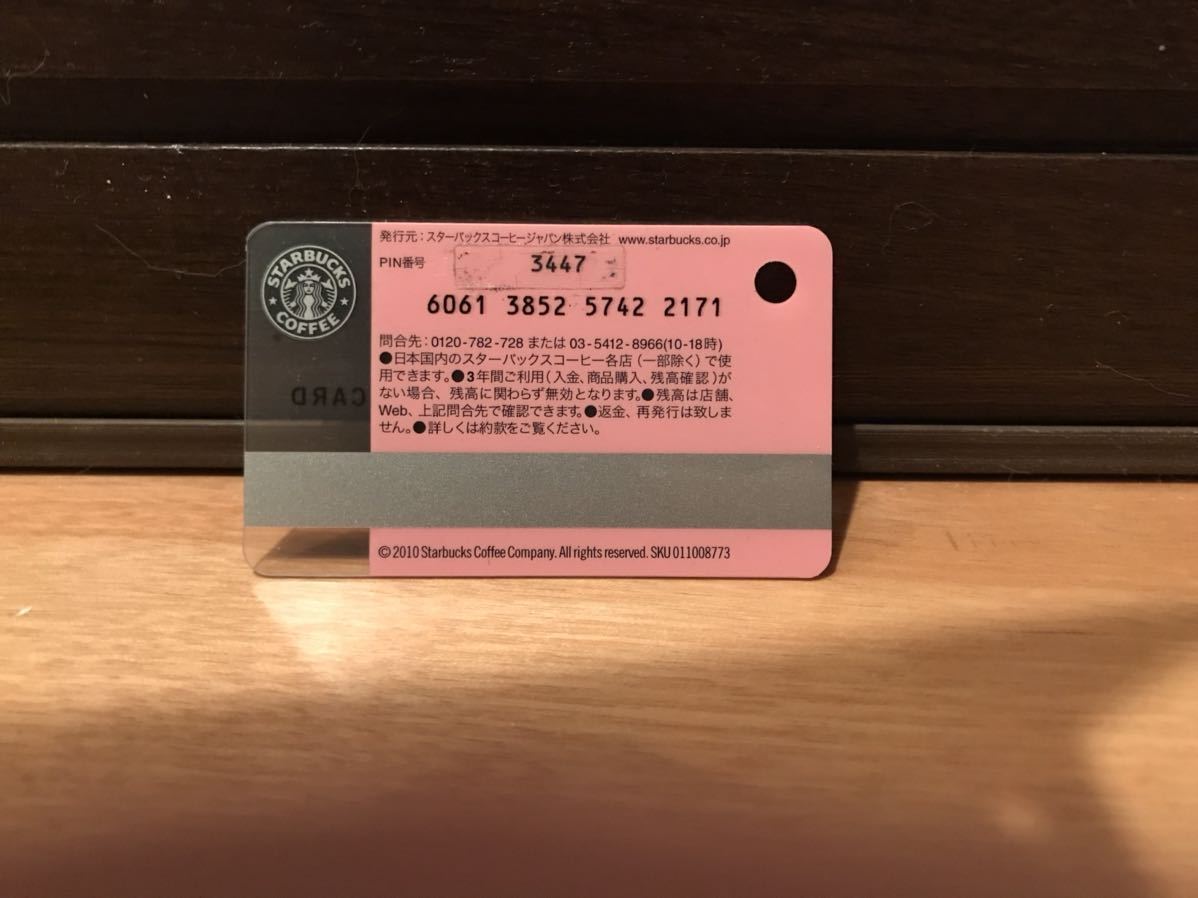 STARBUCKS
COFFEE
CARD
発行元：スターバックスコーヒージャパン株式会社 www.starbucks.co.jp
PIN番号 3447
6061 3852 5742 2171
問合先：0120-782-728 または 03-5412-8966(10-18時)
●日本国内のスターバックスコーヒー各店（一部除く）で使
用できます。●3年間ご利用（入金、商品購入、残高確認）が
ない場合、残高に関わらず無効となります。●残高は店舗、
Web、上記問合先で確認できます。●返金、再発行は致しま
せん。●詳しくは約款をご覧ください。
© 2010 Starbucks Coffee Company. All rights reserved. SKU 011008773